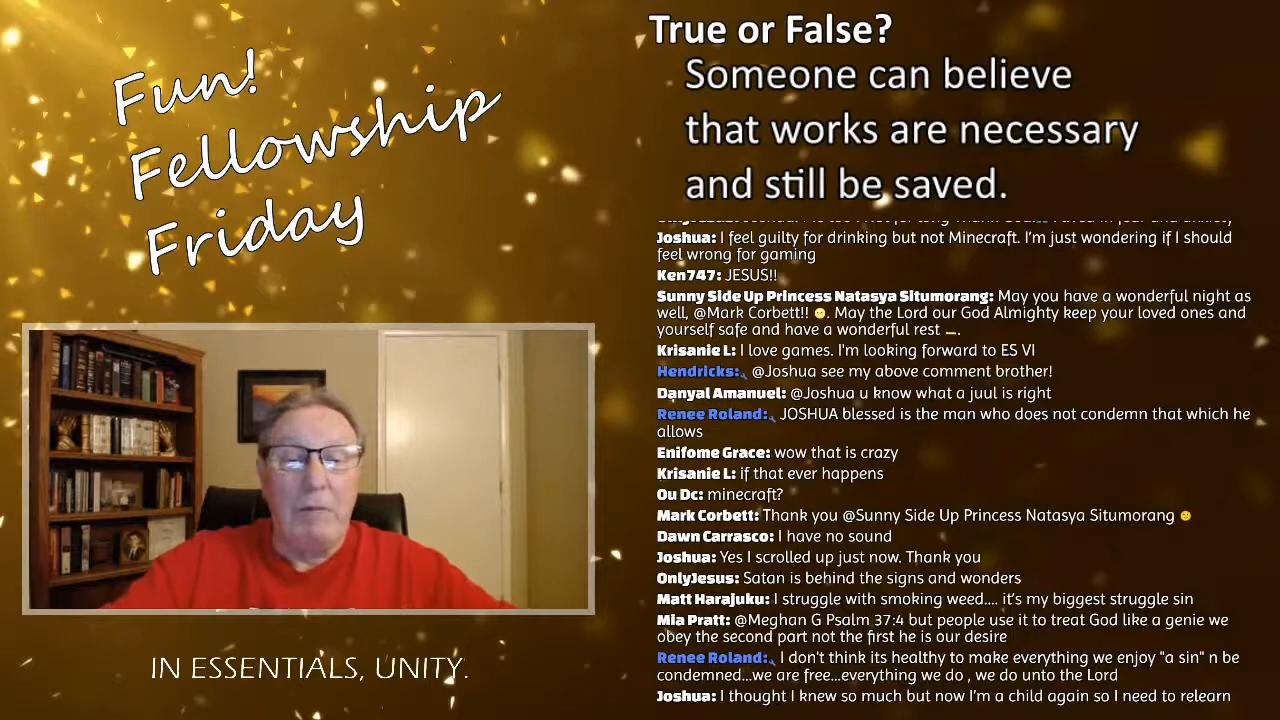 Fun!
Fellowship
Friday
IN ESSENTIALS, UNITY.
True or False?
Someone can believe
that works are necessary
and still be saved.
Joshua: I feel guilty for drinking but not Minecraft. I'm just wondering if I should
feel wrong for gaming
Ken747: JESUS!!
Sunny Side Up Princess Natasya Situmorang: May you have a wonderful night as
well, @Mark Corbett!! 🙂. May the Lord our God Almighty keep your loved ones and
yourself safe and have a wonderful rest
Krisanie L: I love games. I'm looking forward to ES VI
Hendricks: @Joshua see my above comment brother!
Danyal Amanuel: @Joshua u know what a juul is right
Renee Roland: JOSHUA blessed is the man who does not condemn that which he
allows
Enifome Grace: wow that is crazy
Krisanie L: if that ever happens
Ou Dc: minecraft?
Mark Corbett: Thank you @Sunny Side Up Princess Natasya Situmorang 🙂
Dawn Carrasco: I have no sound
Joshua: Yes I scrolled up just now. Thank you
OnlyJesus: Satan is behind the signs and wonders
Matt Harajuku: I struggle with smoking weed.... it's my biggest struggle sin
Mia Pratt: @Meghan G Psalm 37:4 but people use it to treat God like a genie we
obey the second part not the first he is our desire
Renee Roland: I don't think its healthy to make everything we enjoy "a sin" n be
condemned...we are free...everything we do , we do unto the Lord
Joshua: I thought I knew so much but now I'm a child again so I need to relearn